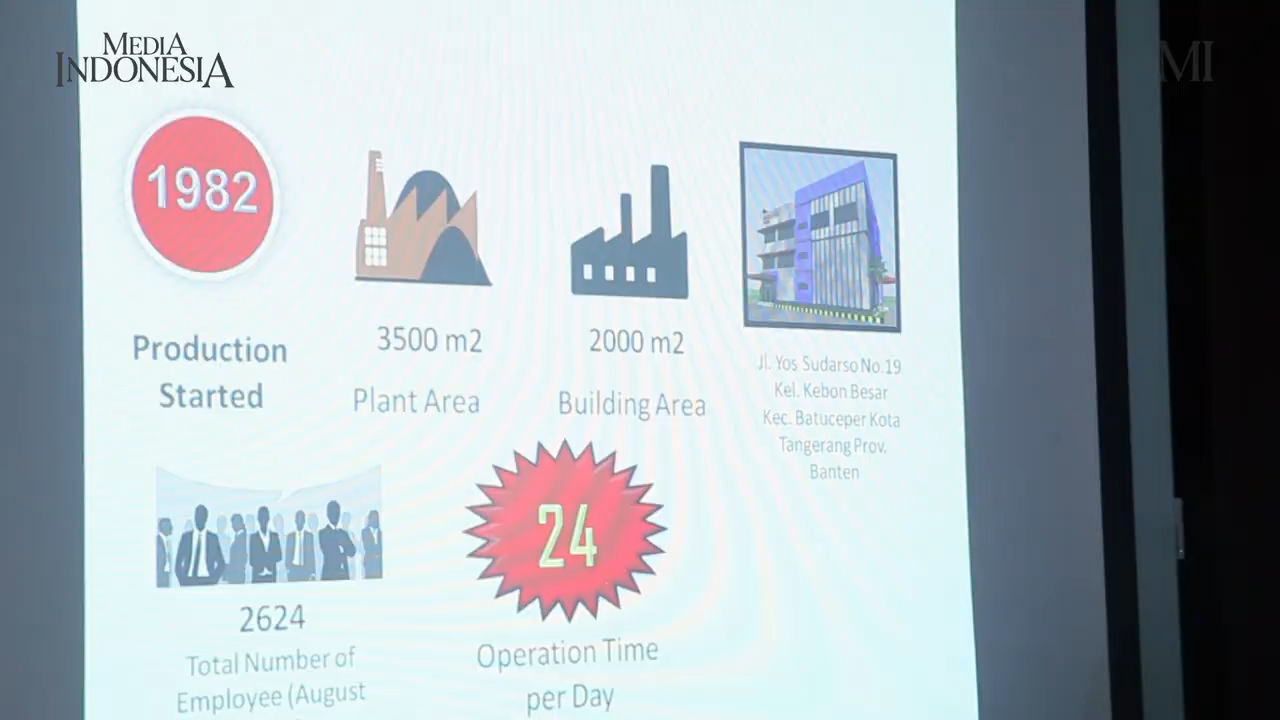 MEDIA
INDONESIA
MI
1982
Production
Started
3500 m2
Plant Area
2000 m2
Building Area
Jl. Yos Sudarso No.19
Kel. Kebon Besar
Kec. Batuceper Kota
Tangerang Prov.
Banten
2624
Total Number of
Employee (August
24
Operation Time
per Day